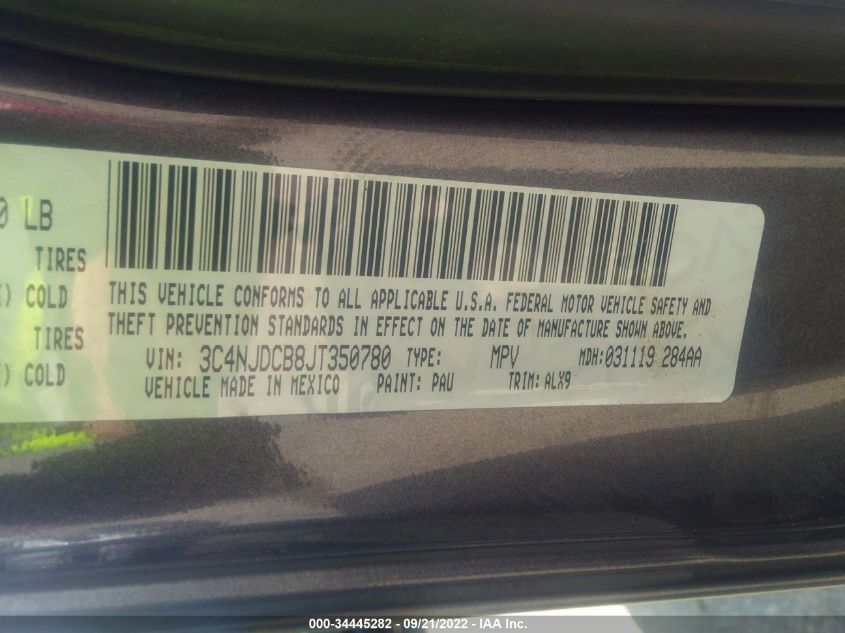 0 LB
TIRES
) COLD
TIRES
) COLD
THIS VEHICLE CONFORMS TO ALL APPLICABLE U.S.A. FEDERAL MOTOR VEHICLE SAFETY AND
THEFT PREVENTION STANDARDS IN EFFECT ON THE DATE OF MANUFACTURE SHOWN ABOVE.
VIN: 3C4NJDCB8JT350780 TYPE: MPV MDH:031119 284AA
VEHICLE MADE IN MEXICO PAINT: PAU TRIM: ALX9
000-34445282 - 09/21/2022 - IAA Inc.